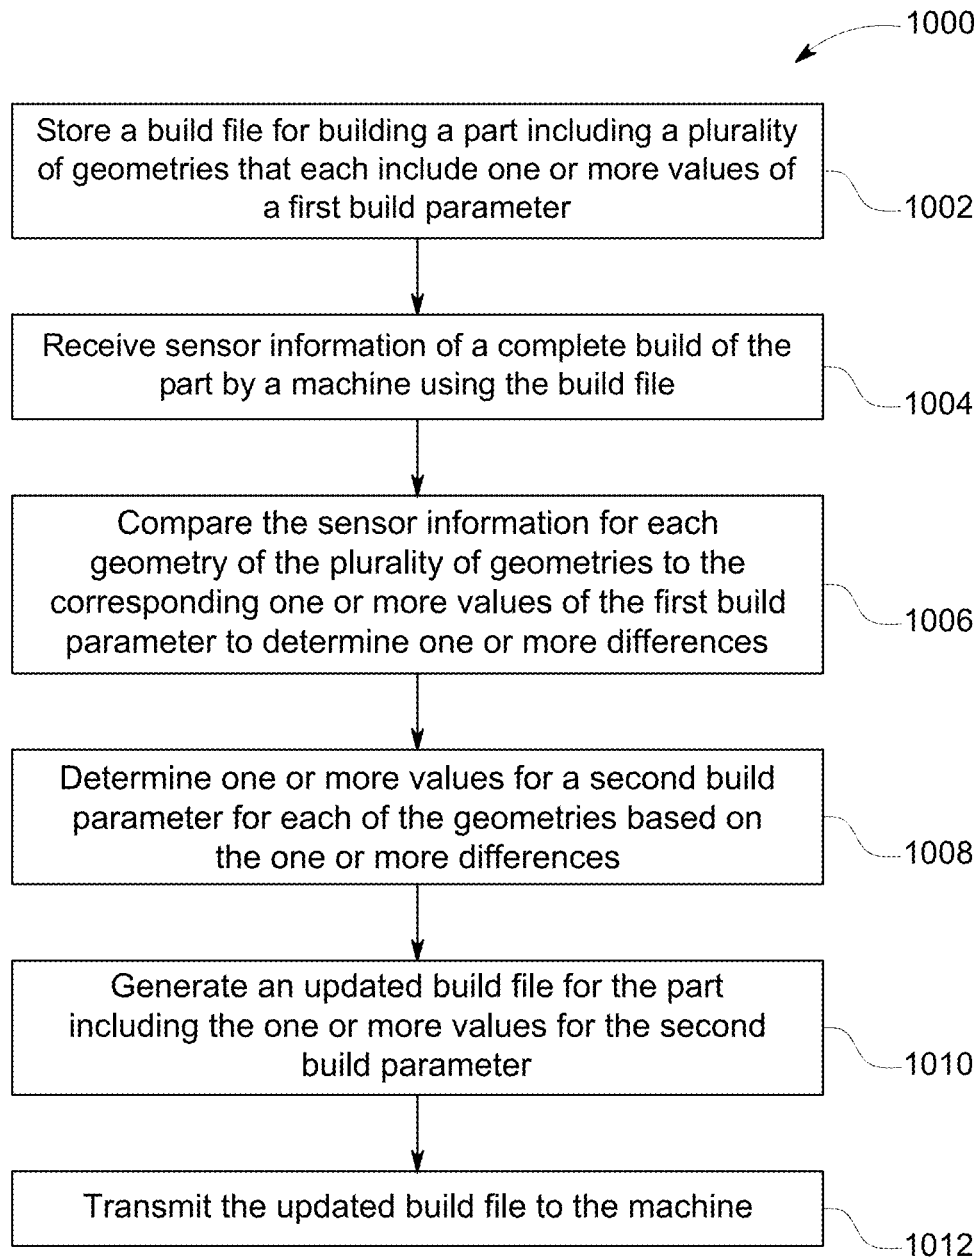 1000
Store a build file for building a part including a plurality
of geometries that each include one or more values of
a first build parameter
1002
Receive sensor information of a complete build of the
part by a machine using the build file
1004
Compare the sensor information for each
geometry of the plurality of geometries to the
corresponding one or more values of the first build
parameter to determine one or more differences
1006
Determine one or more values for a second build
parameter for each of the geometries based on
the one or more differences
1008
Generate an updated build file for the part
including the one or more values for the second
build parameter
1010
Transmit the updated build file to the machine
1012